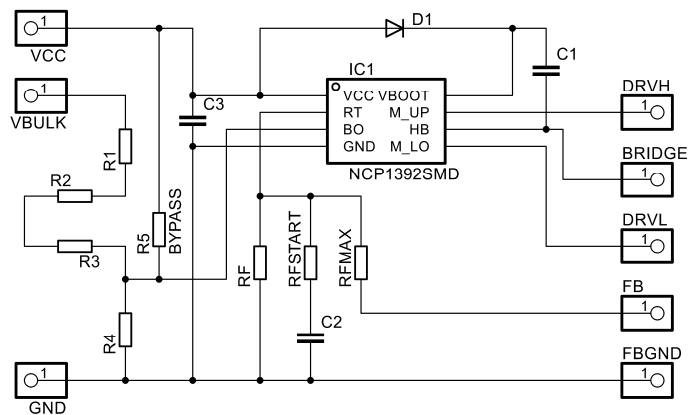 1
VCC
D1
C1
1
VBULK
C3
IC1
VCC VBOOT
RT M_UP
BO HB
GND M_LO
NCP1392SMD
DRVH
1
BRIDGE
1
DRVL
1
R1
R2
R3
R5
BYPASS
RF
RFSTART
RFMAX
FB
1
R4
C2
FBGND
1
1
GND